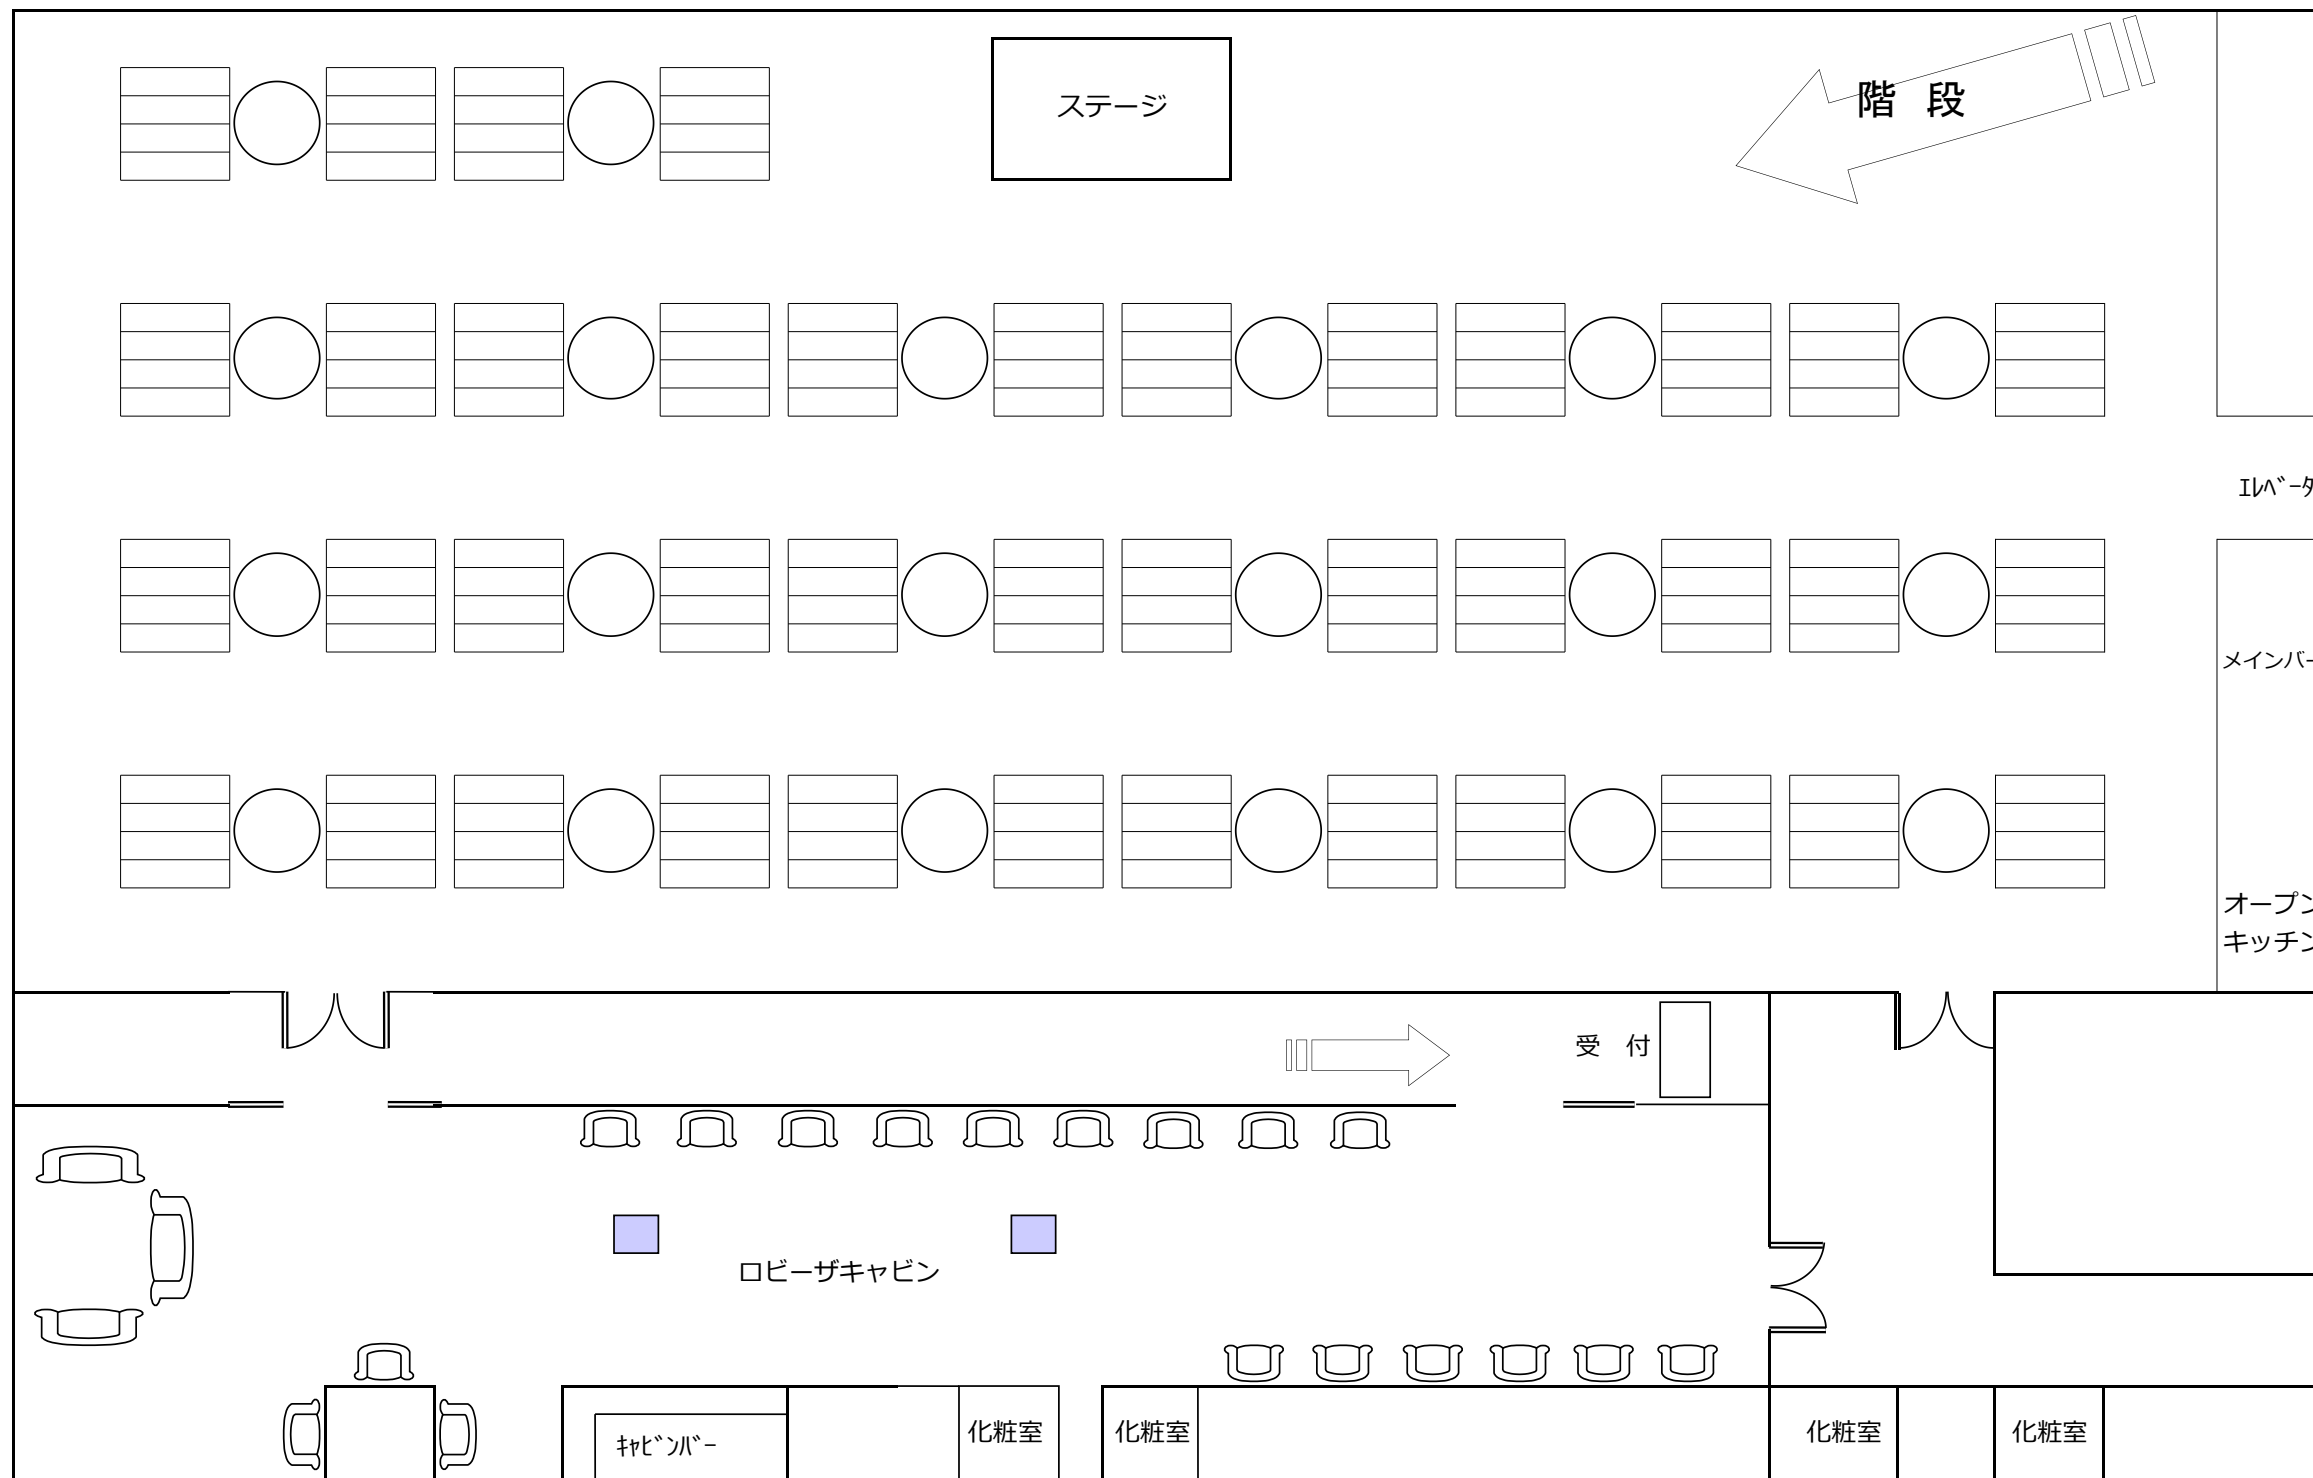 ステージ
階 段
ｴﾚﾍﾞｰﾀ
メインバー
オープン
キッチン
受 付
ロビーザキャビン
ｷｬﾋﾞﾝﾊﾞｰ
化粧室
化粧室
化粧室
化粧室